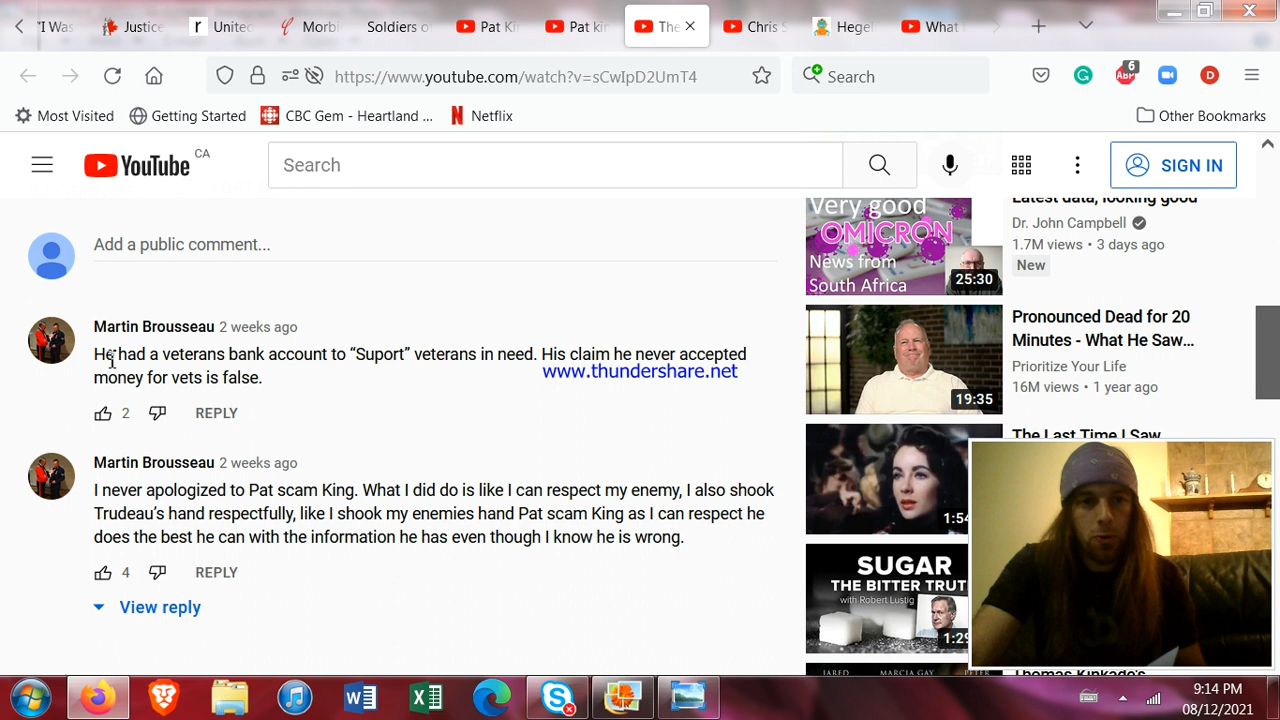 "I Was
Justice
r Unitec
Morbi
Soldiers o
Pat Ki
Pat kin
The
Chris S
Hegel
What
https://www.youtube.com/watch?v=sCwIpD2UmT4
Search
ABP
6
D
Most Visited
Getting Started
CBC Gem - Heartland ...
Netflix
Other Bookmarks
YouTube CA
Search
SIGN IN
Add a public comment...
Martin Brousseau 2 weeks ago
He had a veterans bank account to “Suport” veterans in need. His claim he never accepted
money for vets is false.
www.thundershare.net
2
REPLY
Martin Brousseau 2 weeks ago
I never apologized to Pat scam King. What I did do is like I can respect my enemy, I also shook
Trudeau’s hand respectfully, like I shook my enemies hand Pat scam King as I can respect he
does the best he can with the information he has even though I know he is wrong.
4
REPLY
View reply
Very good
OMICRON
News from
South Africa
25:30
Latest data, looking good
Dr. John Campbell
1.7M views • 3 days ago
New
19:35
Pronounced Dead for 20
Minutes - What He Saw...
Prioritize Your Life
16M views • 1 year ago
1:54
The Last Time I Saw
SUGAR
THE BITTER TRUT
with Robert Lustig
1:29
JARED
MARCIA GAY
Thomas Kinkade's
9:14 PM
08/12/2021